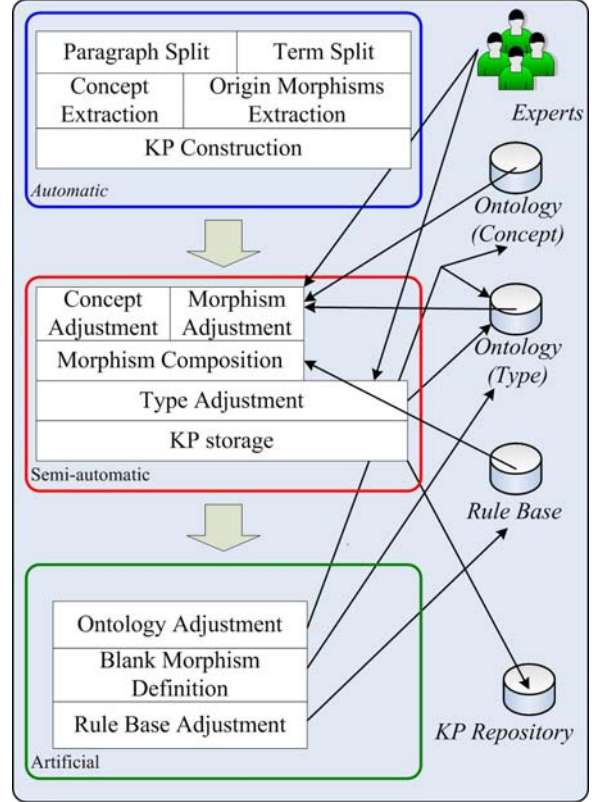 Paragraph Split
Term Split
Concept
Extraction
Origin Morphisms
Extraction
KP Construction
Automatic
Experts
Ontology
(Concept)
Concept
Adjustment
Morphism
Adjustment
Morphism Composition
Type Adjustment
KP storage
Semi-automatic
Ontology
(Type)
Rule Base
Ontology Adjustment
Blank Morphism
Definition
Rule Base Adjustment
Artificial
KP Repository